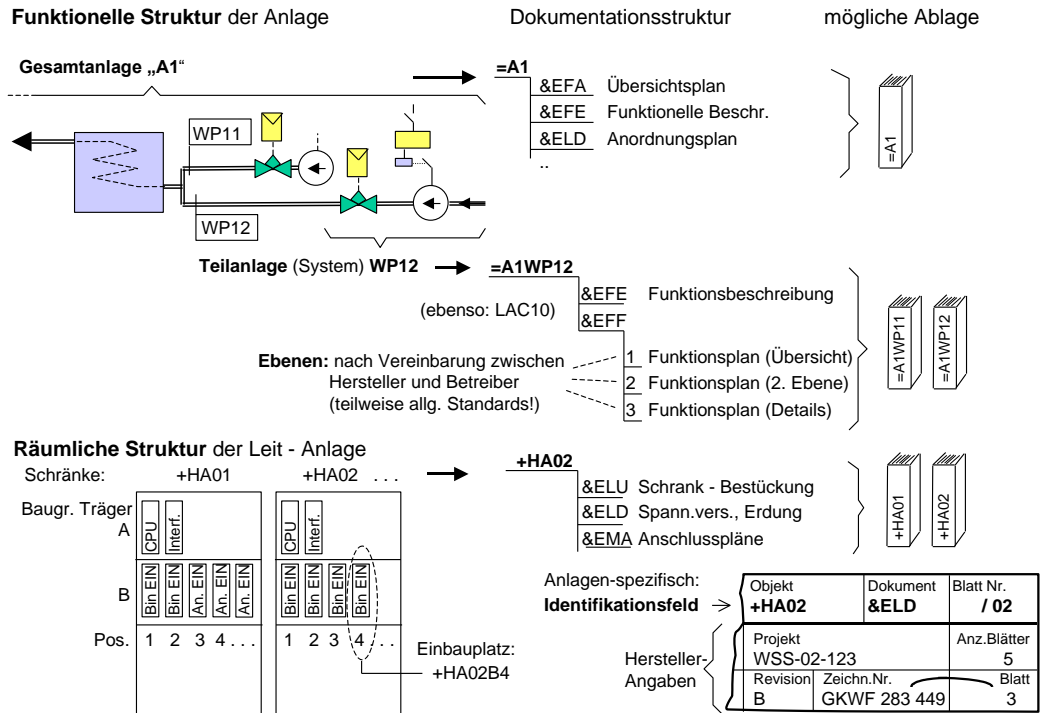 Funktionelle Struktur der Anlage
Dokumentationsstruktur
mögliche Ablage
Gesamtanlage „A1“
=A1
&EFA Übersichtsplan
&EFE Funktionelle Beschr.
&ELD Anordnungsplan
..
=A1
WP11
WP12
Teilanlage (System) WP12
=A1WP12
(ebenso: LAC10)
&EFE Funktionsbeschreibung
&EFF
1 Funktionsplan (Übersicht)
2 Funktionsplan (2. Ebene)
3 Funktionsplan (Details)
Ebenen: nach Vereinbarung zwischen
Hersteller und Betreiber
(teilweise allg. Standards!)
=A1WP11
=A1WP12
Räumliche Struktur der Leit - Anlage
Schränke: +HA01 +HA02 . . .
Baugr. Träger
A
CPU
Interf.
CPU
Interf.
B
Bin EIN
Bin EIN
An. EIN
An. EIN
An. EIN
Bin EIN
Bin EIN
Bin EIN
Bin EIN
Pos. 1 2 3 4 . . . 1 2 3 4 . .
Einbauplatz:
+HA02B4
+HA02
&ELU Schrank - Bestückung
&ELD Spann.vers., Erdung
&EMA Anschlusspläne
+HA01
+HA02
Anlagen-spezifisch:
Identifikationsfeld
Hersteller-
Angaben
Objekt Dokument Blatt Nr.
+HA02 &ELD / 02
Projekt Anz.Blätter
WSS-02-123 5
Revision Zeichn.Nr. Blatt
B GKWF 283 449 3